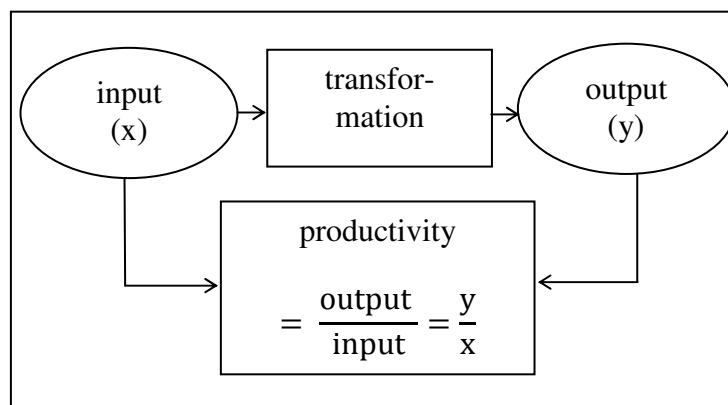 input
(x)
transfor-
mation
output
(y)
productivity
= output/input = y/x